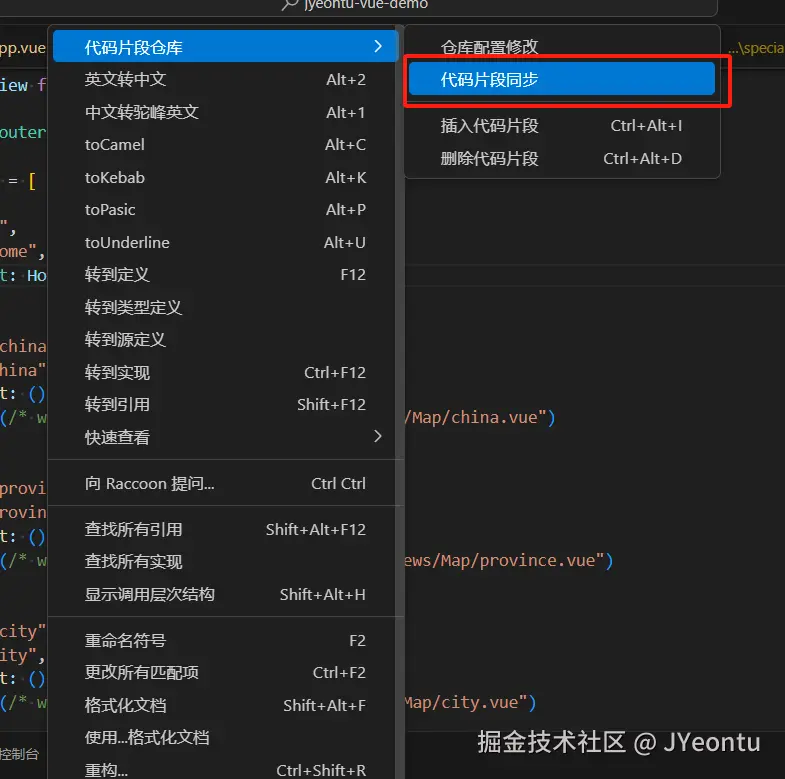 jyeontu-vue-demo
pp.vue
...\specia
iew f
outer
= [
",
ome",
t: Ho
china
hina"
t: ()
(/* w
/Map/china.vue")
provi
rovin
t: ()
(/* w
ews/Map/province.vue")
city"
ity",
t: ()
(/* w
Map/city.vue")
控制台
代码片段仓库
英文转中文 Alt+2
中文转驼峰英文 Alt+1
toCamel Alt+C
toKebab Alt+K
toPasic Alt+P
toUnderline Alt+U
转到定义 F12
转到类型定义
转到源定义
转到实现 Ctrl+F12
转到引用 Shift+F12
快速查看
向 Raccoon 提问... Ctrl Ctrl
查找所有引用 Shift+Alt+F12
查找所有实现
显示调用层次结构 Shift+Alt+H
重命名符号 F2
更改所有匹配项 Ctrl+F2
格式化文档 Shift+Alt+F
使用...格式化文档
重构... Ctrl+Shift+R
仓库配置修改
代码片段同步
插入代码片段 Ctrl+Alt+I
删除代码片段 Ctrl+Alt+D
掘金技术社区 @ JYeontu